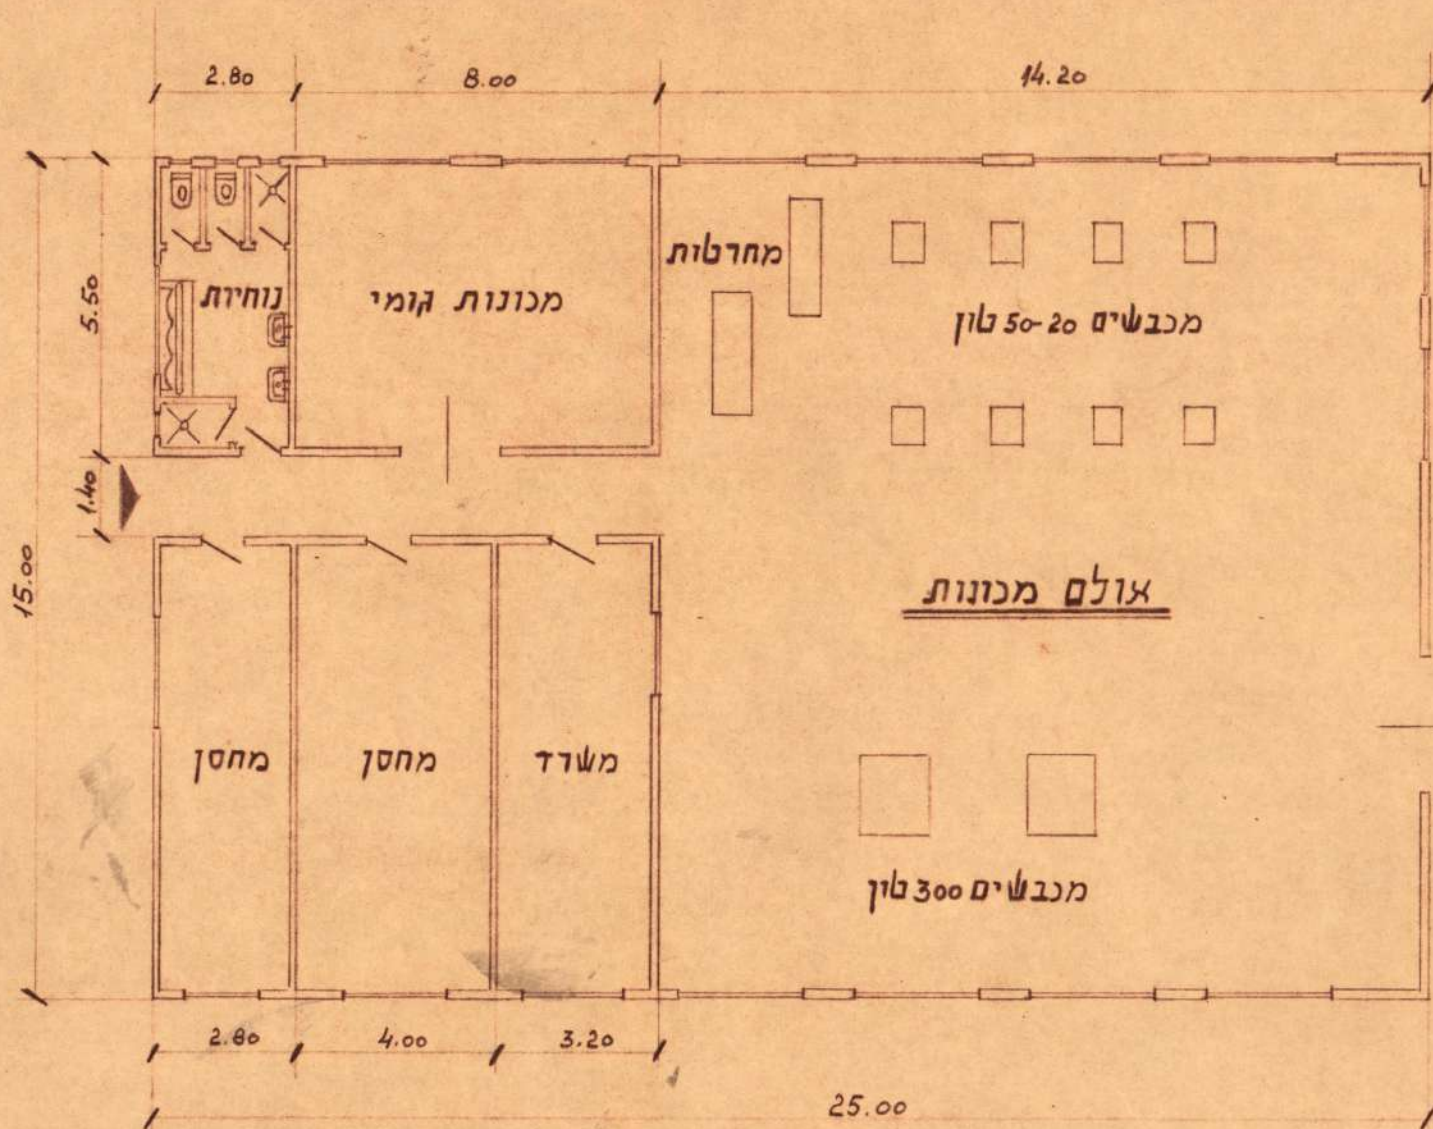 2.80
8.00
14.20
מחרטות
נוחיות
מכונות גומי
מכבשים 20-50 טון
5.50
1.40
15.00
אולם מכונות
מחסן
מחסן
משרד
מכבשים 300 טון
2.80
4.00
3.20
25.00